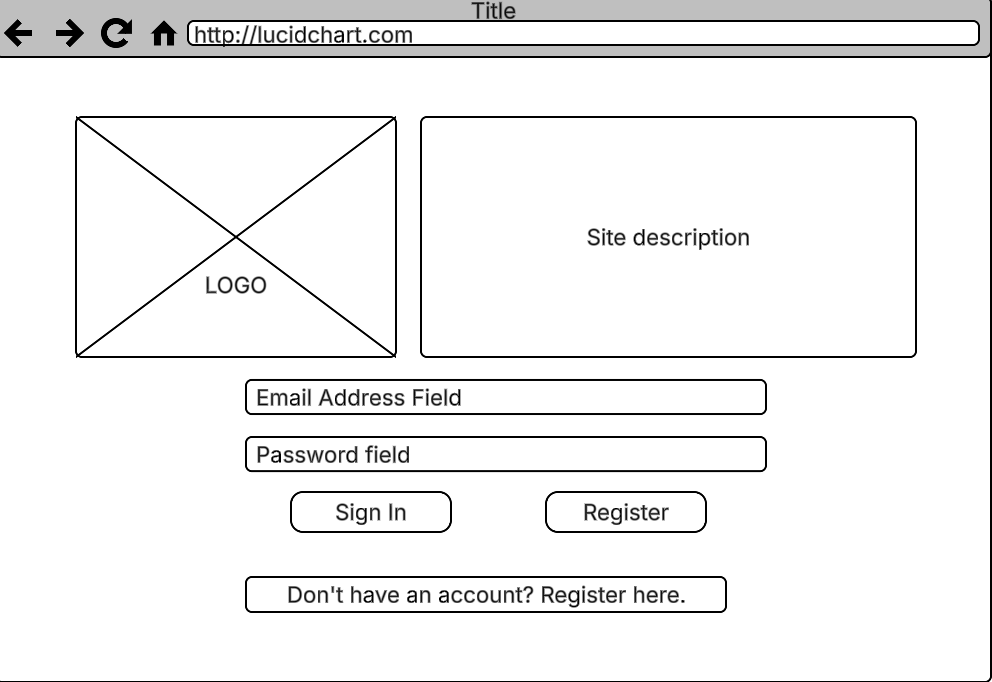 Title
http://lucidchart.com
LOGO
Site description
Email Address Field
Password field
Sign In
Register
Don't have an account? Register here.